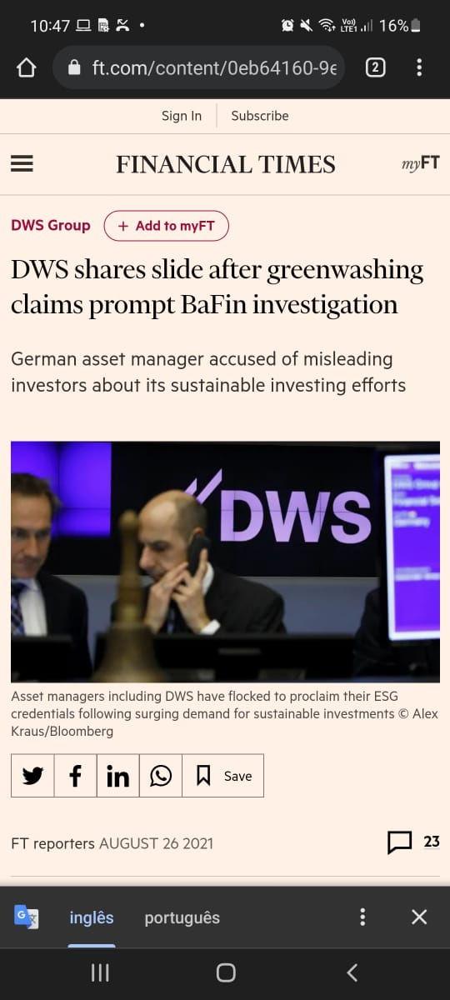 10:47
Vo)) LTE1 16%
ft.com/content/0eb64160-9e
2
Sign In Subscribe
FINANCIAL TIMES myFT
DWS Group + Add to myFT
DWS shares slide after greenwashing
claims prompt BaFin investigation
German asset manager accused of misleading
investors about its sustainable investing efforts
DWS
Asset managers including DWS have flocked to proclaim their ESG
credentials following surging demand for sustainable investments © Alex
Kraus/Bloomberg
Save
FT reporters AUGUST 26 2021 23
inglês português